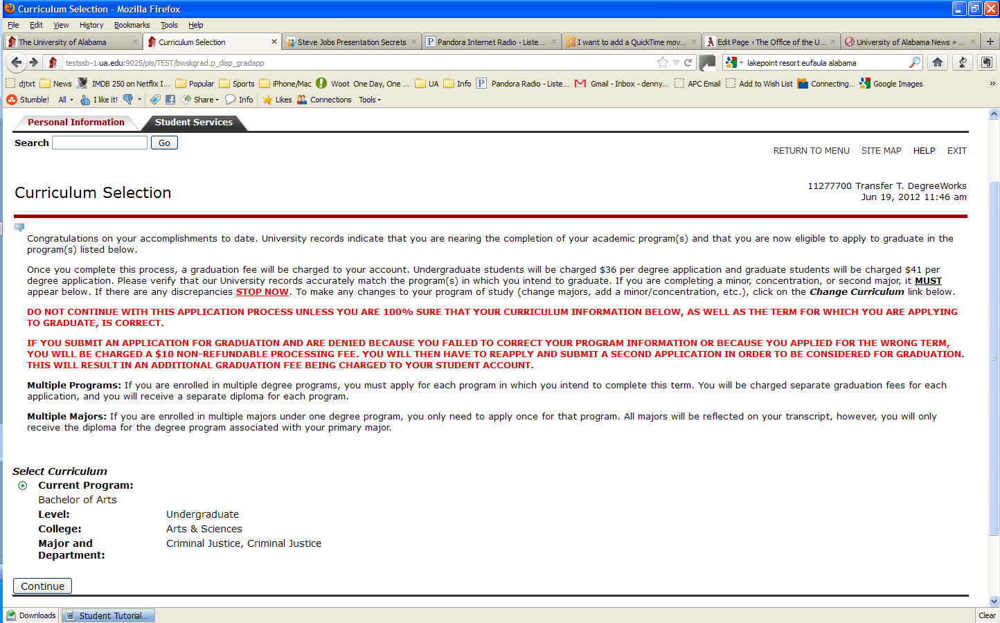 Curriculum Selection - Mozilla Firefox
File Edit View History Bookmarks Tools Help
The University of Alabama
Curriculum Selection
Steve Jobs Presentation Secrets
Pandora Internet Radio - Liste...
I want to add a QuickTime mov...
Edit Page ‹ The Office of the U...
University of Alabama News » ...
testssb-1.ua.edu:9025/pls/TEST/bwskgrad.p_disp_gradapp
lakepoint resort eufaula alabama
djtxt News IMDB 250 on Netflix I... Popular Sports iPhone/Mac Woot One Day, One ... UA Info Pandora Radio - Liste... Gmail - Inbox - denny... APC Email Add to Wish List Connecting... Google Images »
Stumble! All I like it! Share Info Likes Connections Tools
Personal Information Student Services
Search Go
RETURN TO MENU SITE MAP HELP EXIT
Curriculum Selection
11277700 Transfer T. DegreeWorks
Jun 19, 2012 11:46 am
Congratulations on your accomplishments to date. University records indicate that you are nearing the completion of your academic program(s) and that you are now eligible to apply to graduate in the
program(s) listed below.
Once you complete this process, a graduation fee will be charged to your account. Undergraduate students will be charged $36 per degree application and graduate students will be charged $41 per
degree application. Please verify that our University records accurately match the program(s) in which you intend to graduate. If you are completing a minor, concentration, or second major, it MUST
appear below. If there are any discrepancies STOP NOW. To make any changes to your program of study (change majors, add a minor/concentration, etc.), click on the Change Curriculum link below.
DO NOT CONTINUE WITH THIS APPLICATION PROCESS UNLESS YOU ARE 100% SURE THAT YOUR CURRICULUM INFORMATION BELOW, AS WELL AS THE TERM FOR WHICH YOU ARE APPLYING
TO GRADUATE, IS CORRECT.
IF YOU SUBMIT AN APPLICATION FOR GRADUATION AND ARE DENIED BECAUSE YOU FAILED TO CORRECT YOUR PROGRAM INFORMATION OR BECAUSE YOU APPLIED FOR THE WRONG TERM,
YOU WILL BE CHARGED A $10 NON-REFUNDABLE PROCESSING FEE. YOU WILL THEN HAVE TO REAPPLY AND SUBMIT A SECOND APPLICATION IN ORDER TO BE CONSIDERED FOR GRADUATION.
THIS WILL RESULT IN AN ADDITIONAL GRADUATION FEE BEING CHARGED TO YOUR STUDENT ACCOUNT.
Multiple Programs: If you are enrolled in multiple degree programs, you must apply for each program in which you intend to complete this term. You will be charged separate graduation fees for each
application, and you will receive a separate diploma for each program.
Multiple Majors: If you are enrolled in multiple majors under one degree program, you only need to apply once for that program. All majors will be reflected on your transcript, however, you will only
receive the diploma for the degree program associated with your primary major.
Select Curriculum
Current Program:
Bachelor of Arts
Level: Undergraduate
College: Arts & Sciences
Major and Criminal Justice, Criminal Justice
Department:
Continue
Downloads Student Tutorial... Clear